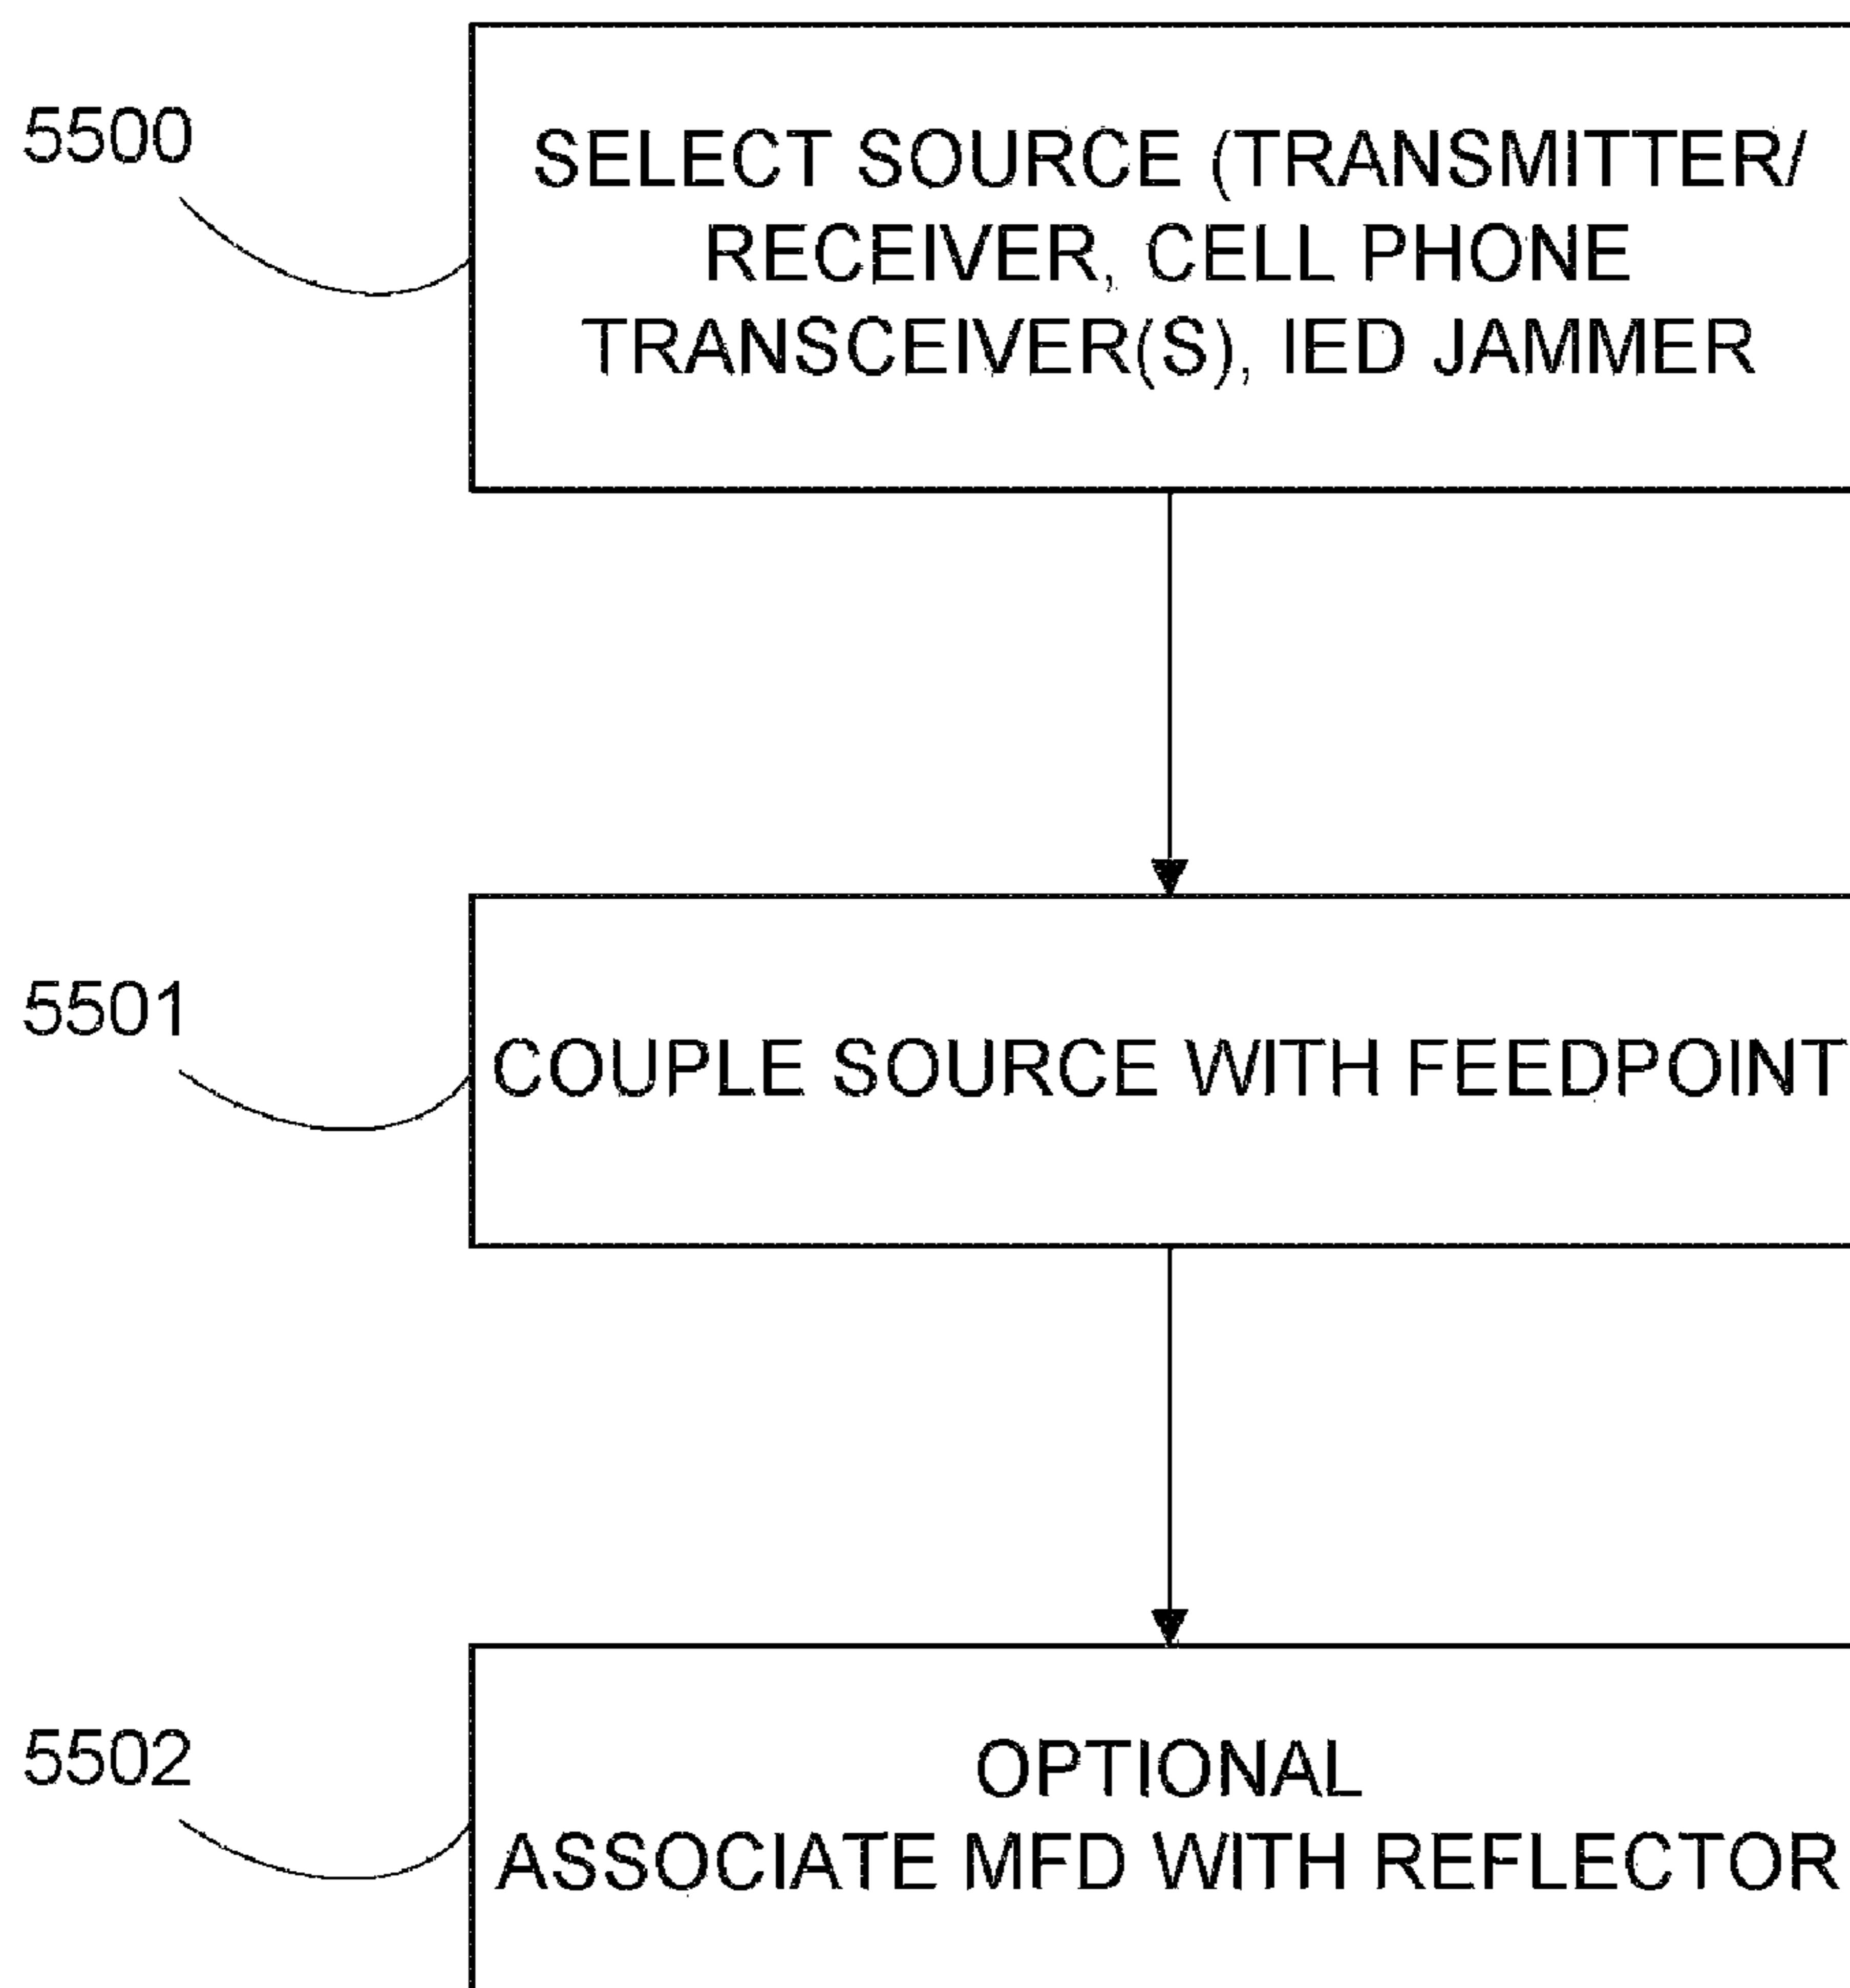 5500
SELECT SOURCE (TRANSMITTER/
RECEIVER, CELL PHONE
TRANSCEIVER(S), IED JAMMER
5501
COUPLE SOURCE WITH FEEDPOINT
5502
OPTIONAL
ASSOCIATE MFD WITH REFLECTOR